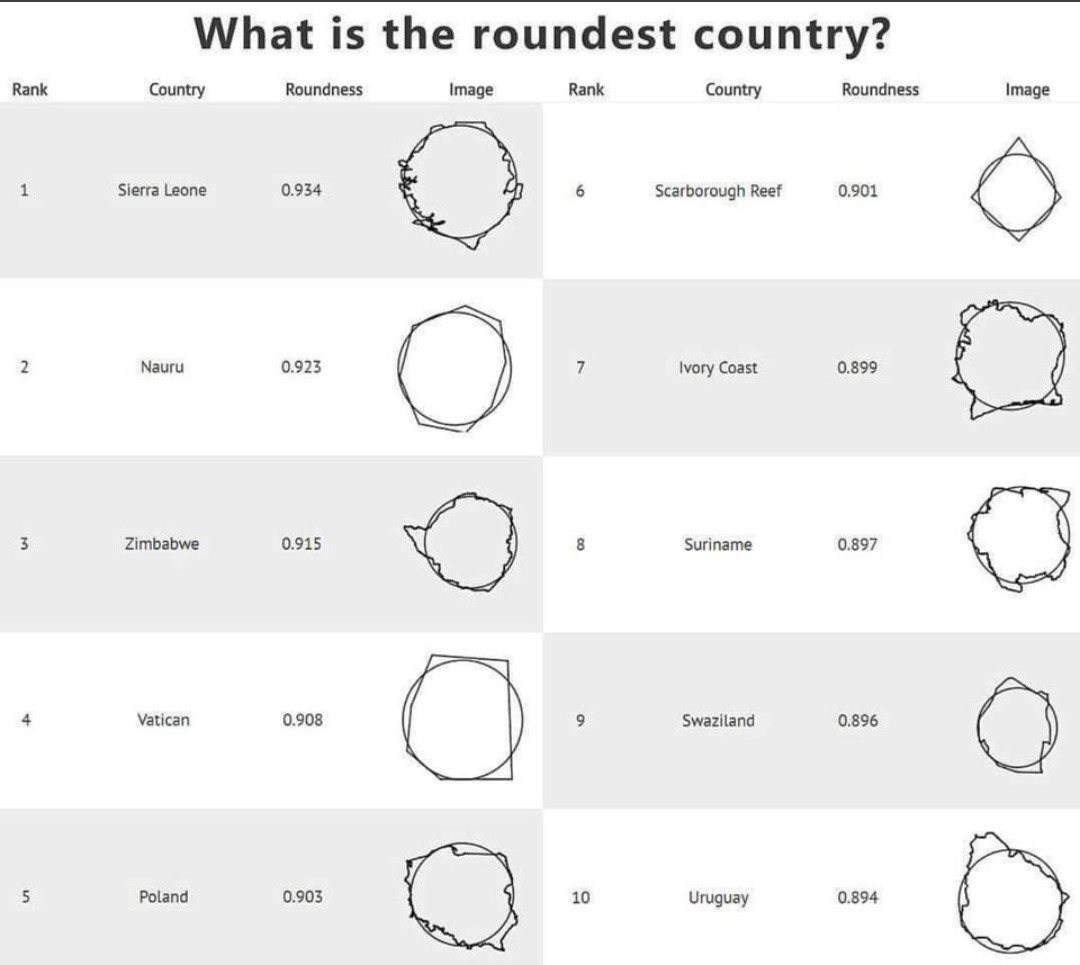 What is the roundest country?
Rank Country Roundness Image
1 Sierra Leone 0.934
2 Nauru 0.923
3 Zimbabwe 0.915
4 Vatican 0.908
5 Poland 0.903
Rank Country Roundness Image
6 Scarborough Reef 0.901
7 Ivory Coast 0.899
8 Suriname 0.897
9 Swaziland 0.896
10 Uruguay 0.894